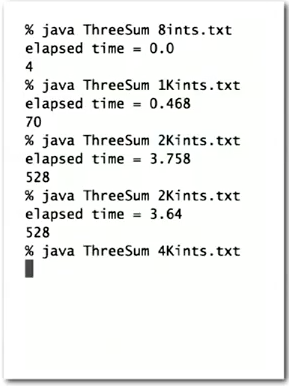 % java ThreeSum 8ints.txt
elapsed time = 0.0
4
% java ThreeSum 1Kints.txt
elapsed time = 0.468
70
% java ThreeSum 2Kints.txt
elapsed time = 3.758
528
% java ThreeSum 2Kints.txt
elapsed time = 3.64
528
% java ThreeSum 4Kints.txt